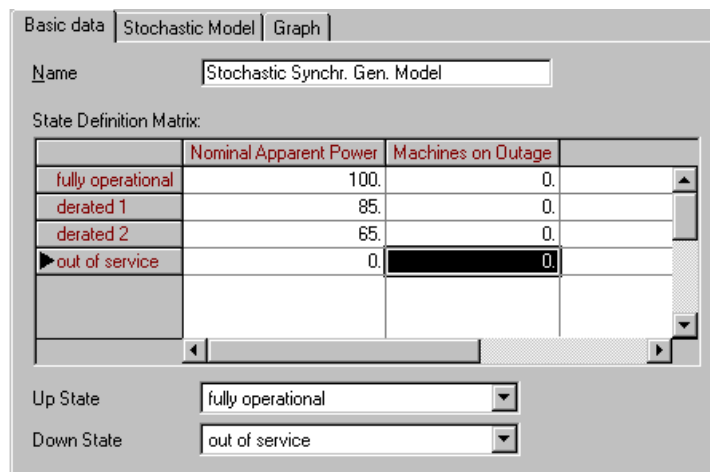 Basic data Stochastic Model Graph
Name Stochastic Synchr. Gen. Model
State Definition Matrix:
Nominal Apparent Power Machines on Outage
fully operational 100. 0.
derated 1 85. 0.
derated 2 65. 0.
out of service 0. 0.
Up State fully operational
Down State out of service